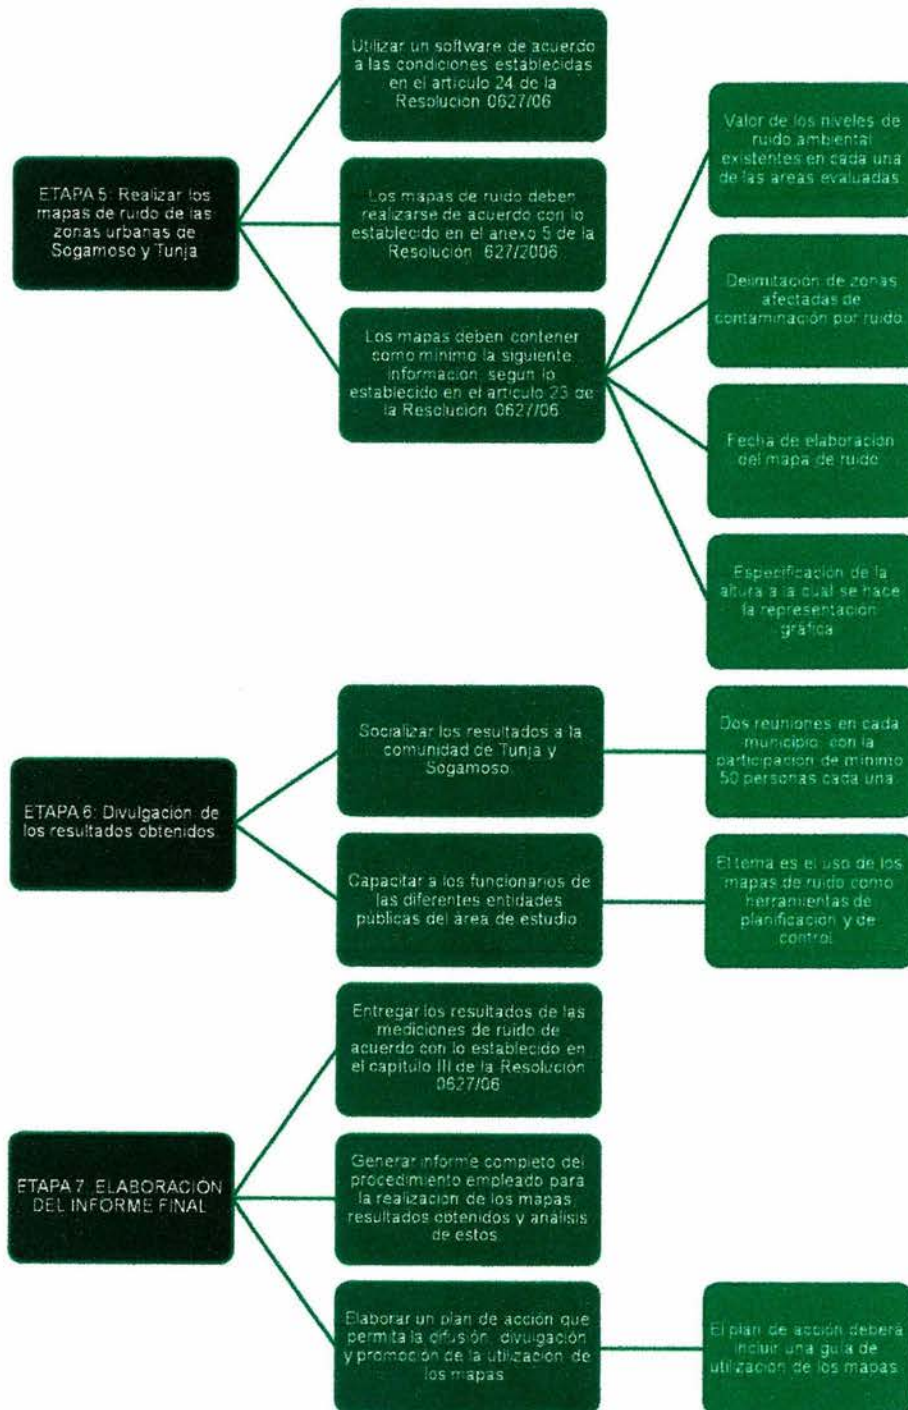 ETAPA 5: Realizar los
mapas de ruido de las
zonas urbanas de
Sogamoso y Tunja
Utilizar un software de acuerdo
a las condiciones establecidas
en el artículo 24 de la
Resolución 0627/06
Los mapas de ruido deben
realizarse de acuerdo con lo
establecido en el anexo 5 de la
Resolución 627/2006
Los mapas deben contener
como mínimo la siguiente
información, según lo
establecido en el artículo 23 de
la Resolución 0627/06
Valor de los niveles de
ruido ambiental
existentes en cada una
de las áreas evaluadas.
Delimitación de zonas
afectadas de
contaminación por ruido.
Fecha de elaboración
del mapa de ruido
Especificación de la
altura a la cual se hace
la representación
gráfica
ETAPA 6: Divulgación de
los resultados obtenidos.
Socializar los resultados a la
comunidad de Tunja y
Sogamoso.
Dos reuniones en cada
municipio, con la
participación de mínimo
50 personas cada una
Capacitar a los funcionarios de
las diferentes entidades
públicas del área de estudio
El tema es el uso de los
mapas de ruido como
herramientas de
planificación y de
control
ETAPA 7: ELABORACIÓN
DEL INFORME FINAL
Entregar los resultados de las
mediciones de ruido de
acuerdo con lo establecido en
el capítulo III de la Resolución
0627/06
Generar informe completo del
procedimiento empleado para
la realización de los mapas,
resultados obtenidos y análisis
de estos
Elaborar un plan de acción que
permita la difusión, divulgación
y promoción de la utilización de
los mapas
El plan de acción deberá
incluir una guía de
utilización de los mapas.